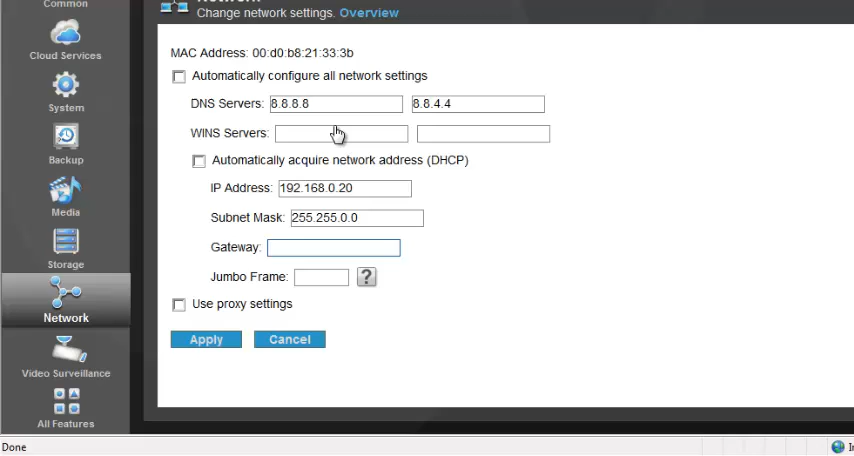 Common
Cloud Services
System
Backup
Media
Storage
Network
Video Surveillance
All Features
Network
Change network settings. Overview
MAC Address: 00:d0:b8:21:33:3b
Automatically configure all network settings
DNS Servers: 8.8.8.8 8.8.4.4
WINS Servers:
Automatically acquire network address (DHCP)
IP Address: 192.168.0.20
Subnet Mask: 255.255.0.0
Gateway:
Jumbo Frame: ?
Use proxy settings
Apply Cancel
Done